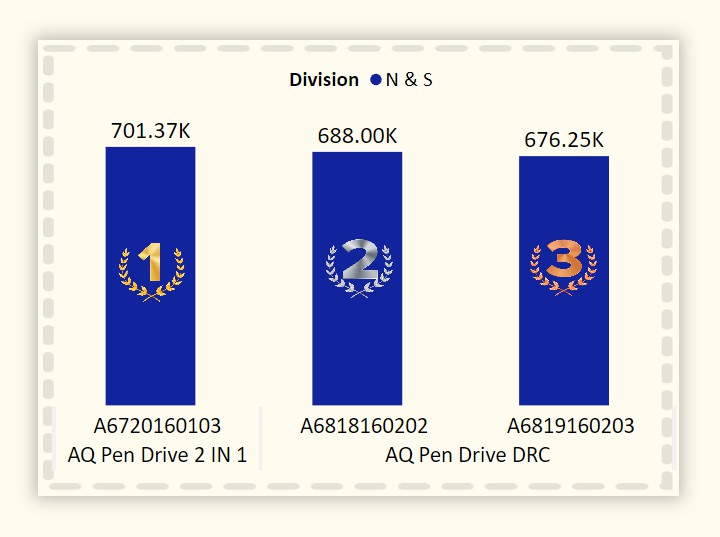 Division N & S
701.37K
688.00K
676.25K
1
2
3
A6720160103
A6818160202
A6819160203
AQ Pen Drive 2 IN 1
AQ Pen Drive DRC